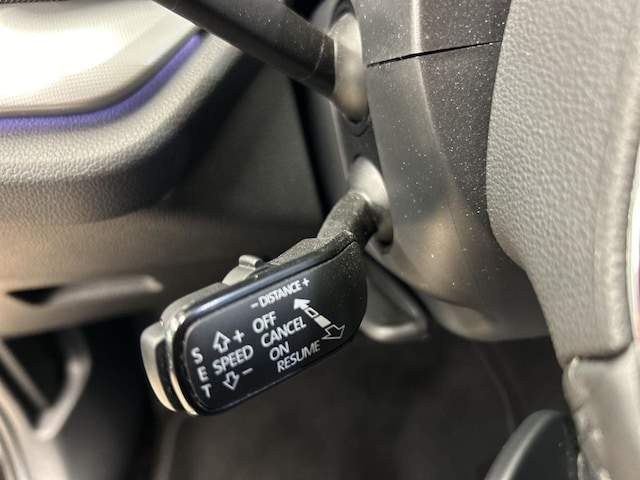 − DISTANCE +
OFF
CANCEL
ON
RESUME
+
SPEED
−
SET